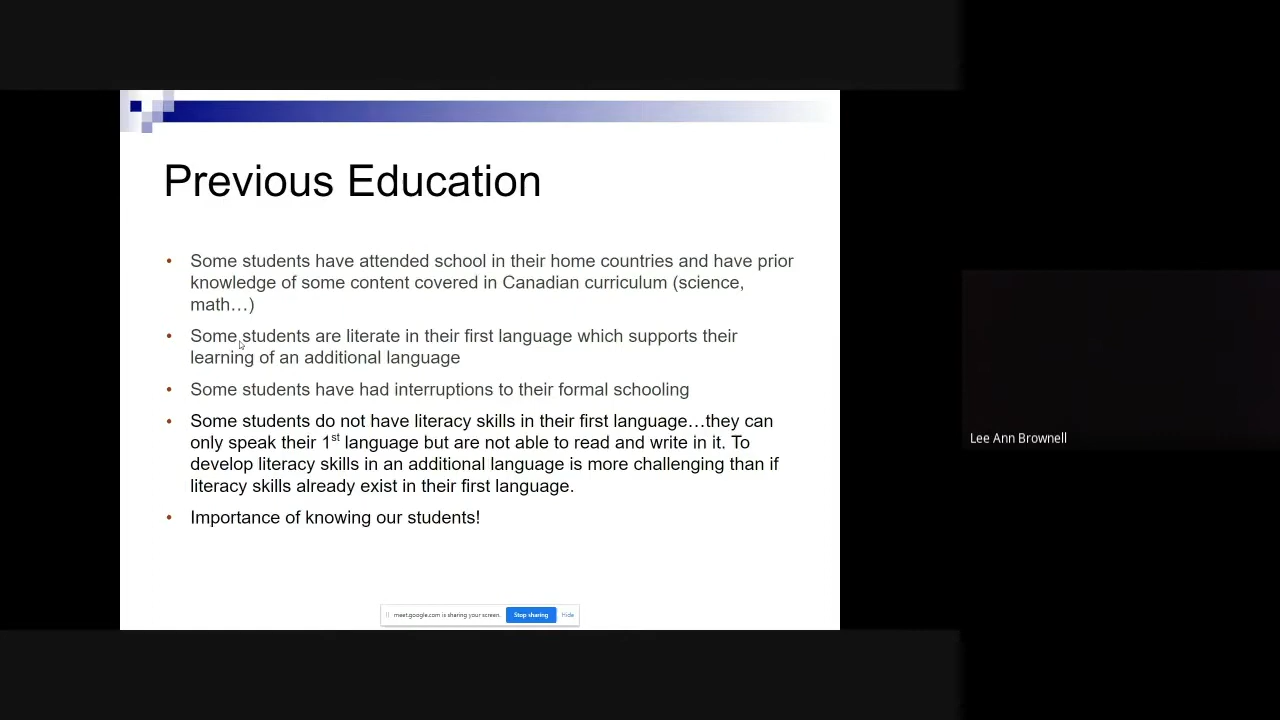 Previous Education
• Some students have attended school in their home countries and have prior
knowledge of some content covered in Canadian curriculum (science,
math…)
• Some students are literate in their first language which supports their
learning of an additional language
• Some students have had interruptions to their formal schooling
• Some students do not have literacy skills in their first language…they can
only speak their 1st language but are not able to read and write in it. To
develop literacy skills in an additional language is more challenging than if
literacy skills already exist in their first language.
• Importance of knowing our students!
meet.google.com is sharing your screen. Stop sharing Hide
Lee Ann Brownell